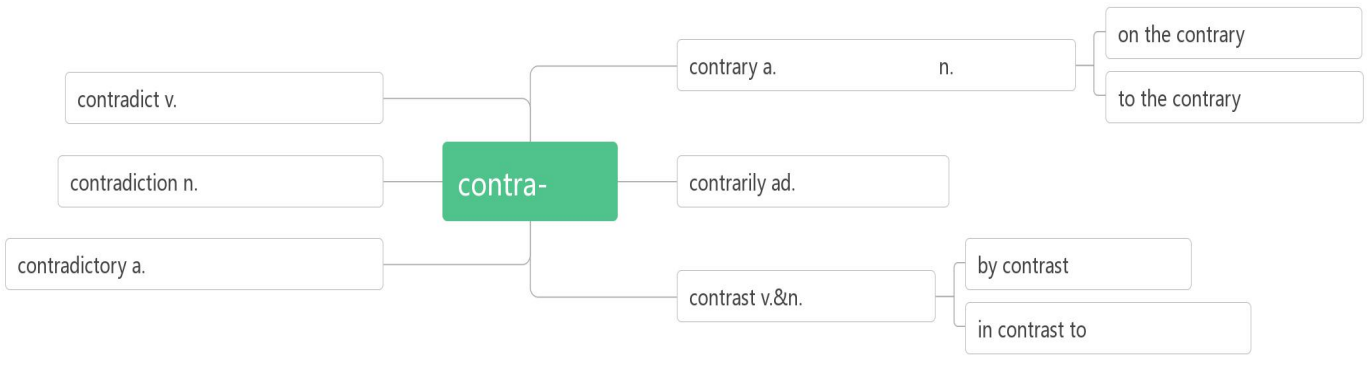 contra-
contradict v.
contradiction n.
contradictory a.
contrary a. n.
on the contrary
to the contrary
contrarily ad.
contrast v.&n.
by contrast
in contrast to